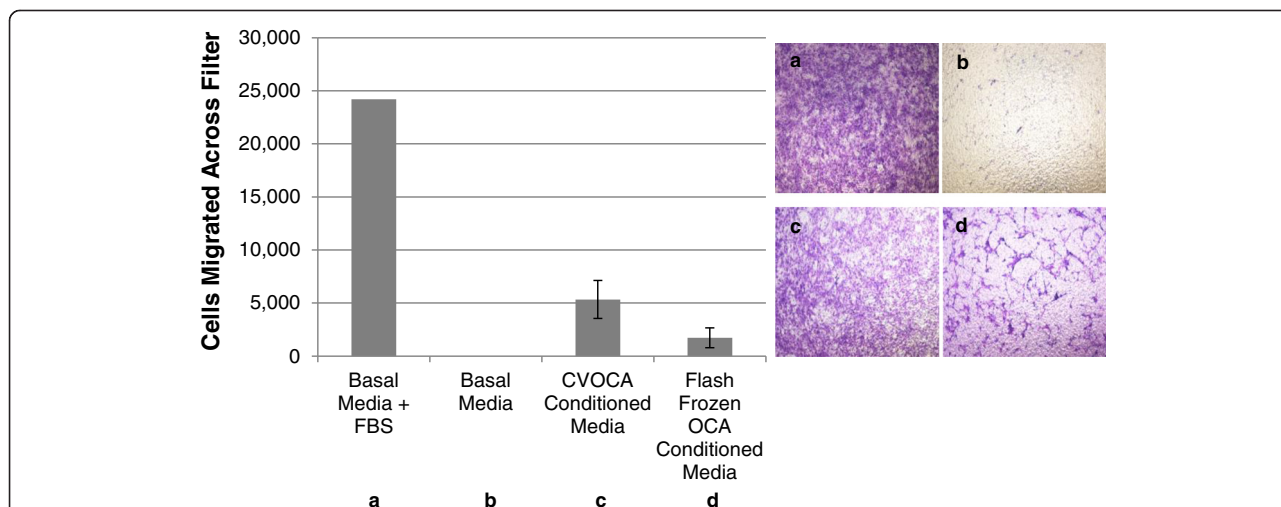 30,000
25,000
20,000
15,000
10,000
5,000
0
Cells Migrated Across Filter
Basal
Media +
FBS
Basal
Media
CVOCA
Conditioned
Media
Flash
Frozen
OCA
Conditioned
Media
a
b
c
d
a
b
c
d